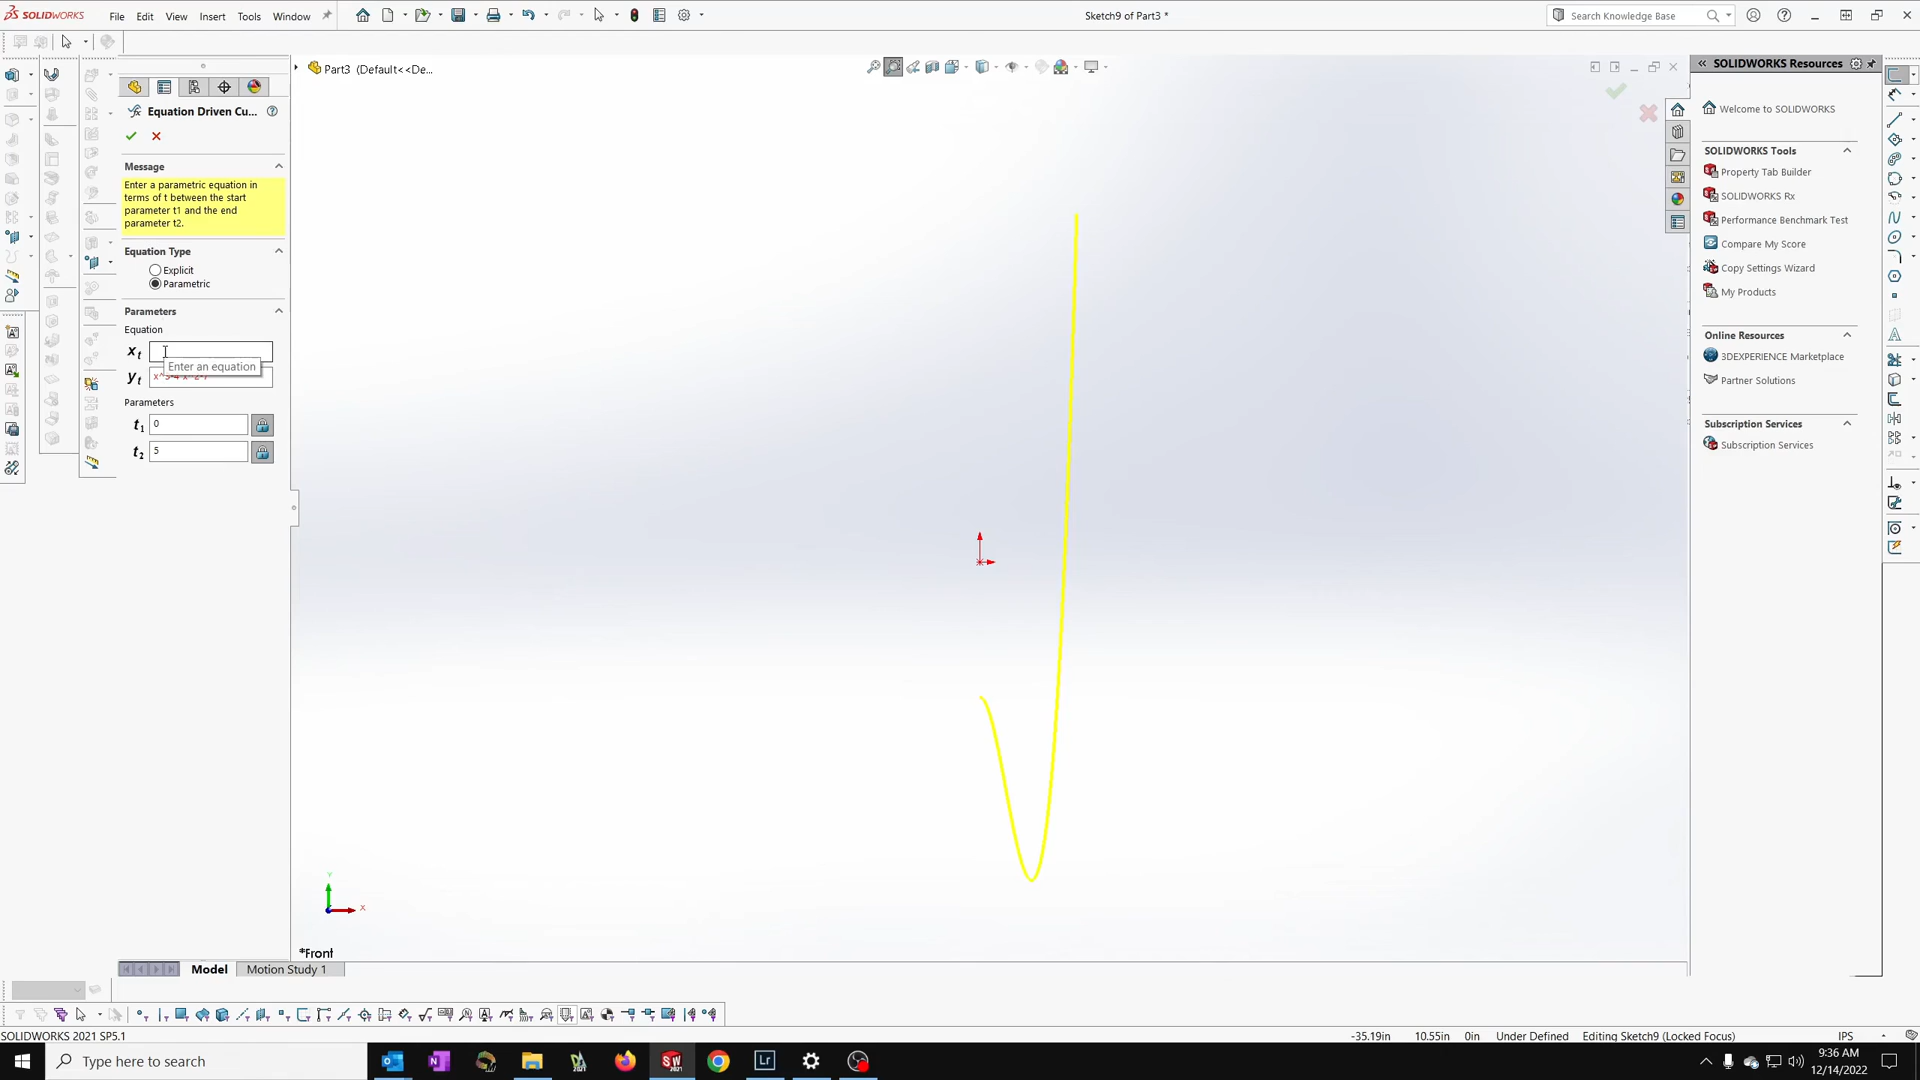 SOLIDWORKS
File
Edit
View
Insert
Tools
Window
Sketch9 of Part3 *
Search Knowledge Base
Part3 (Default<<De...
SOLIDWORKS Resources
Equation Driven Cu...
Message
Enter a parametric equation in
terms of t between the start
parameter t1 and the end
parameter t2.
Equation Type
Explicit
Parametric
Parameters
Equation
xt
Enter an equation
yt
Parameters
t1
0
t2
5
Welcome to SOLIDWORKS
SOLIDWORKS Tools
Property Tab Builder
SOLIDWORKS Rx
Performance Benchmark Test
Compare My Score
Copy Settings Wizard
My Products
Online Resources
3DEXPERIENCE Marketplace
Partner Solutions
Subscription Services
Subscription Services
Y
X
*Front
Model
Motion Study 1
SOLIDWORKS 2021 SP5.1
-35.19in
10.55in
0in
Under Defined
Editing Sketch9 (Locked Focus)
IPS
Type here to search
9:36 AM
12/14/2022